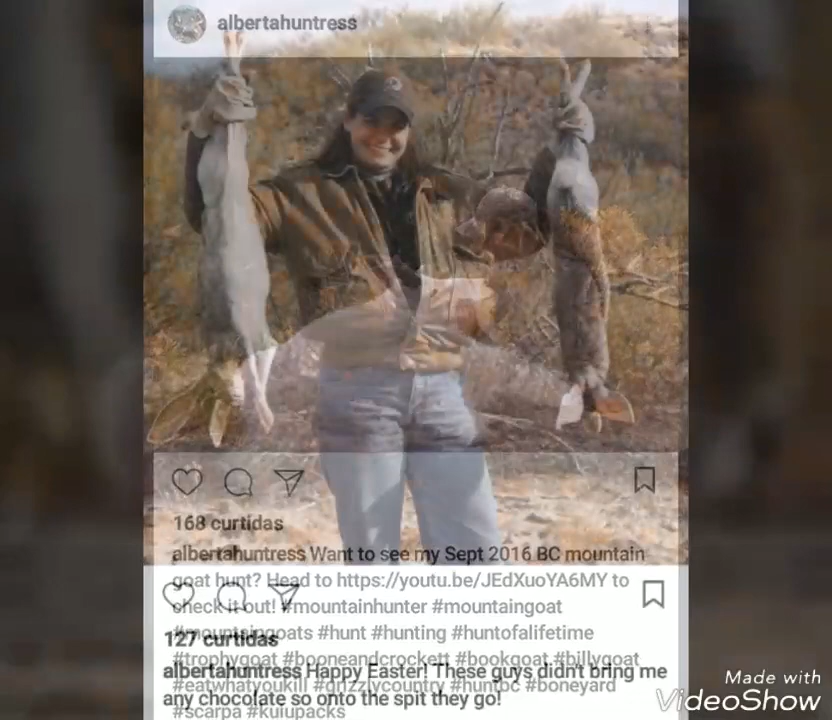 albertahuntress
168 curtidas
albertahuntress Want to see my Sept 2016 BC mountain
goat hunt? Head to https://youtu.be/JEdXuoYA6MY to
check it out! #mountainhunter #mountaingoat
#mountaingoats #hunt #hunting #huntofalifetime
127 curtidas
#trophygoat #booneandcrockett #bookgoat #billygoat
albertahuntress Happy Easter! These guys didn't bring me
#eatwhatyoukill #grizzlycountry #huntbc #boneyard
any chocolate so onto the spit they go!
#scarpa #kuiupacks
Made with
VideoShow